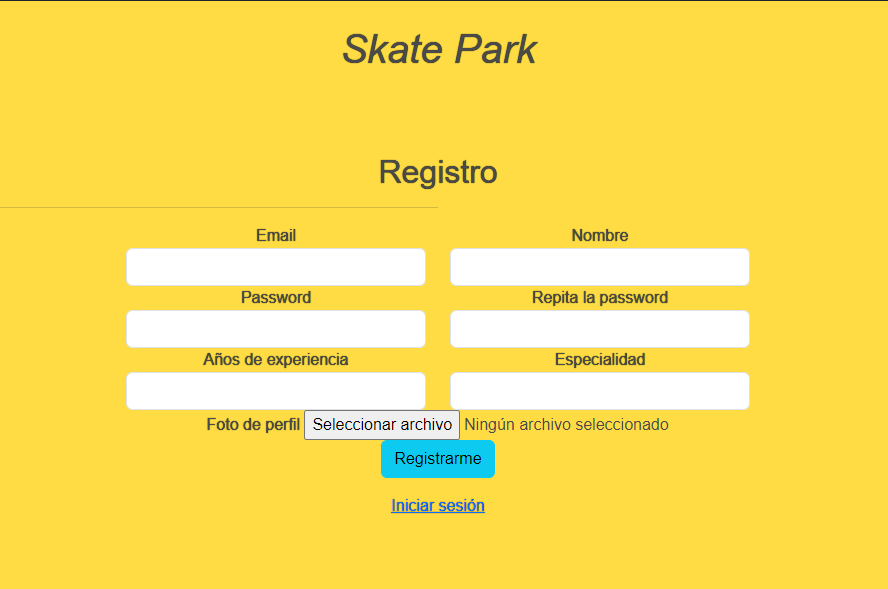 Skate Park
Registro
Email Nombre
Password Repita la password
Años de experiencia Especialidad
Foto de perfil Seleccionar archivo Ningún archivo seleccionado
Registrarme
Iniciar sesión